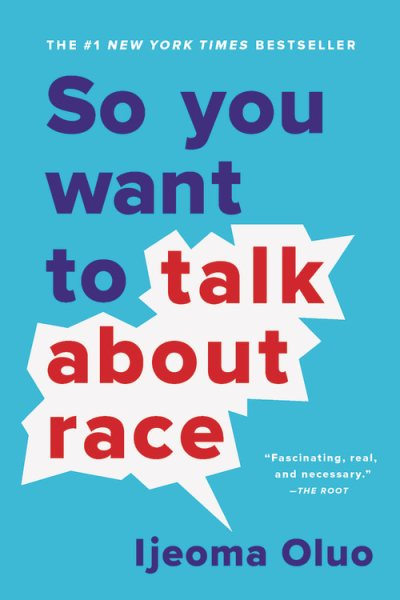 THE #1 NEW YORK TIMES BESTSELLER
So you
want
to talk
about
race
“Fascinating, real,
and necessary.”
—THE ROOT
Ijeoma Oluo